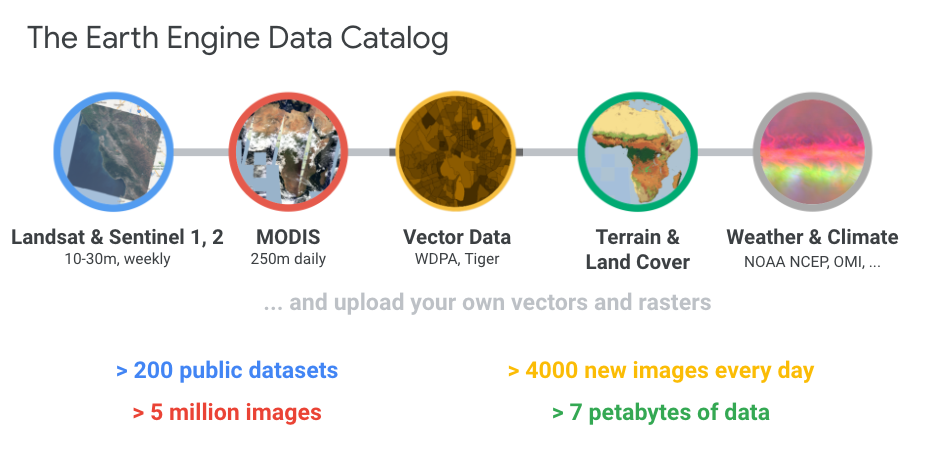 The Earth Engine Data Catalog
Landsat & Sentinel 1, 2
10-30m, weekly
MODIS
250m daily
Vector Data
WDPA, Tiger
Terrain &
Land Cover
Weather & Climate
NOAA NCEP, OMI, ...
... and upload your own vectors and rasters
> 200 public datasets
> 4000 new images every day
> 5 million images
> 7 petabytes of data